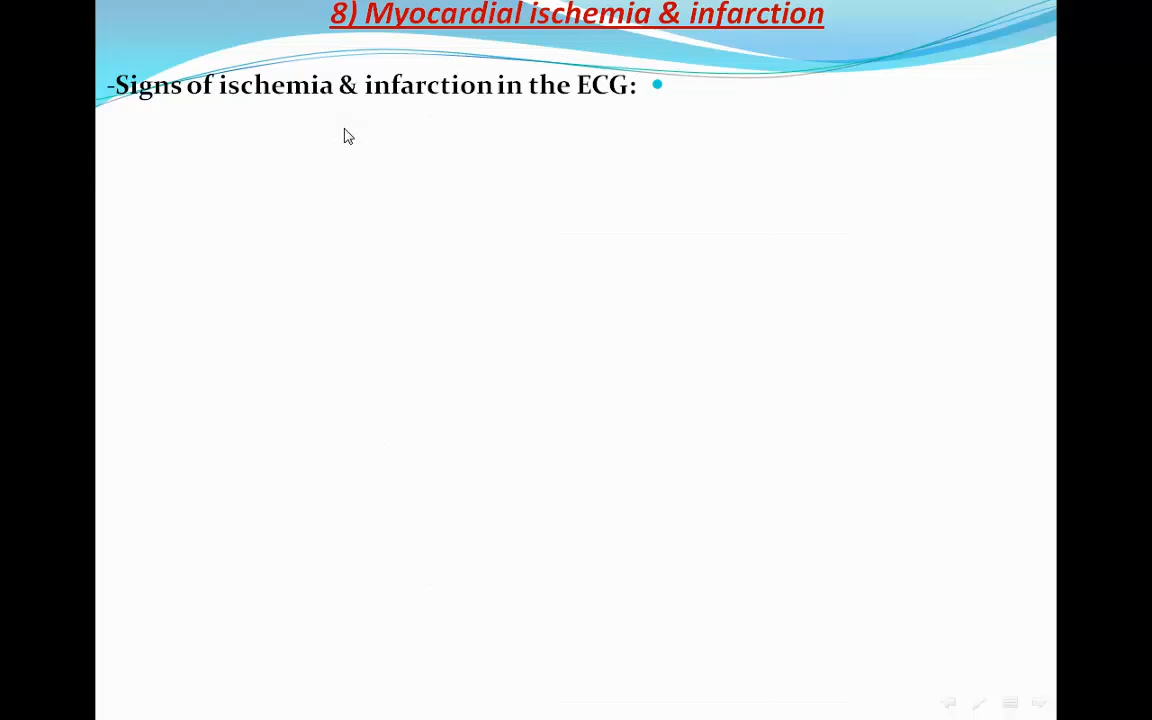 8) Myocardial ischemia & infarction
-Signs of ischemia & infarction in the ECG: •